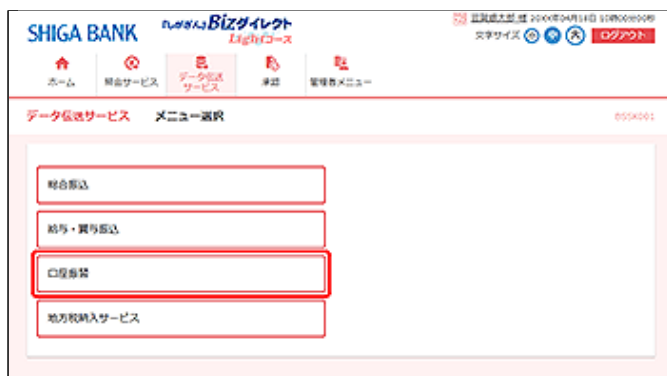 SHIGA BANK
『しがぎん』Bizダイレクト
Lightコース
文字サイズ 小 中 大 ログアウト
ホーム 照会サービス データ伝送サービス 承認 管理者メニュー
データ伝送サービス メニュー選択
BSSK001
総合振込
給与・賞与振込
口座振替
地方税納入サービス